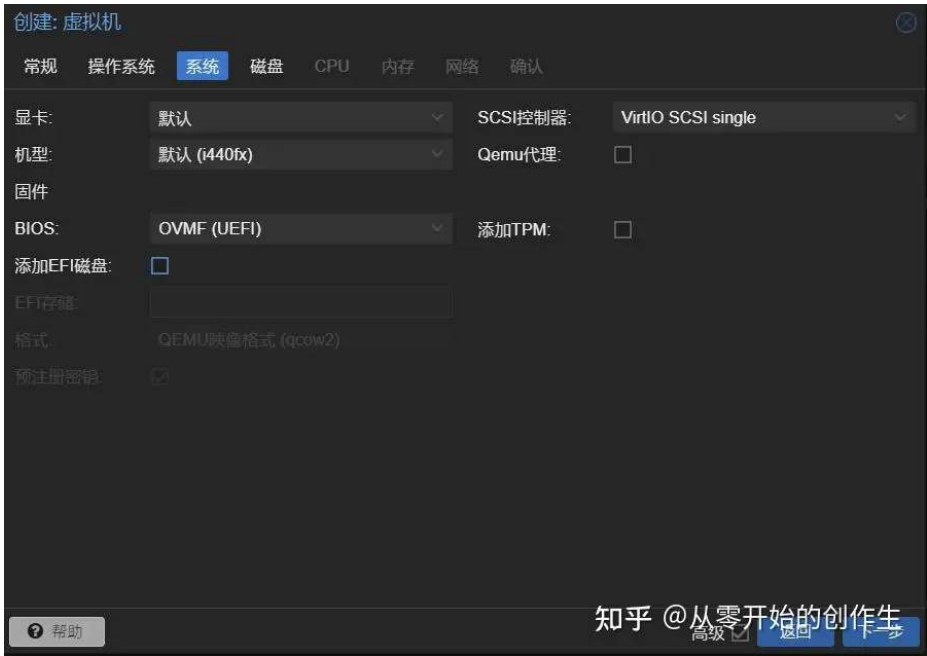 创建: 虚拟机
常规 操作系统 系统 磁盘 CPU 内存 网络 确认
显卡: 默认 SCSI控制器: VirtIO SCSI single
机型: 默认 (i440fx) Qemu代理:
固件
BIOS: OVMF (UEFI) 添加TPM:
添加EFI磁盘:
EFI存储:
格式: QEMU映像格式 (qcow2)
预注册密钥:
知乎 @从零开始的创作生
帮助 高级 返回 下一步